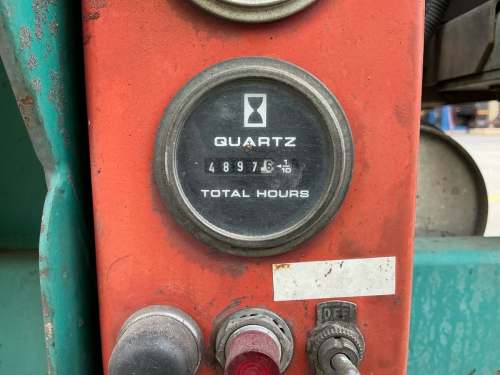 QUARTZ
4897 1/10
TOTAL HOURS
OFF